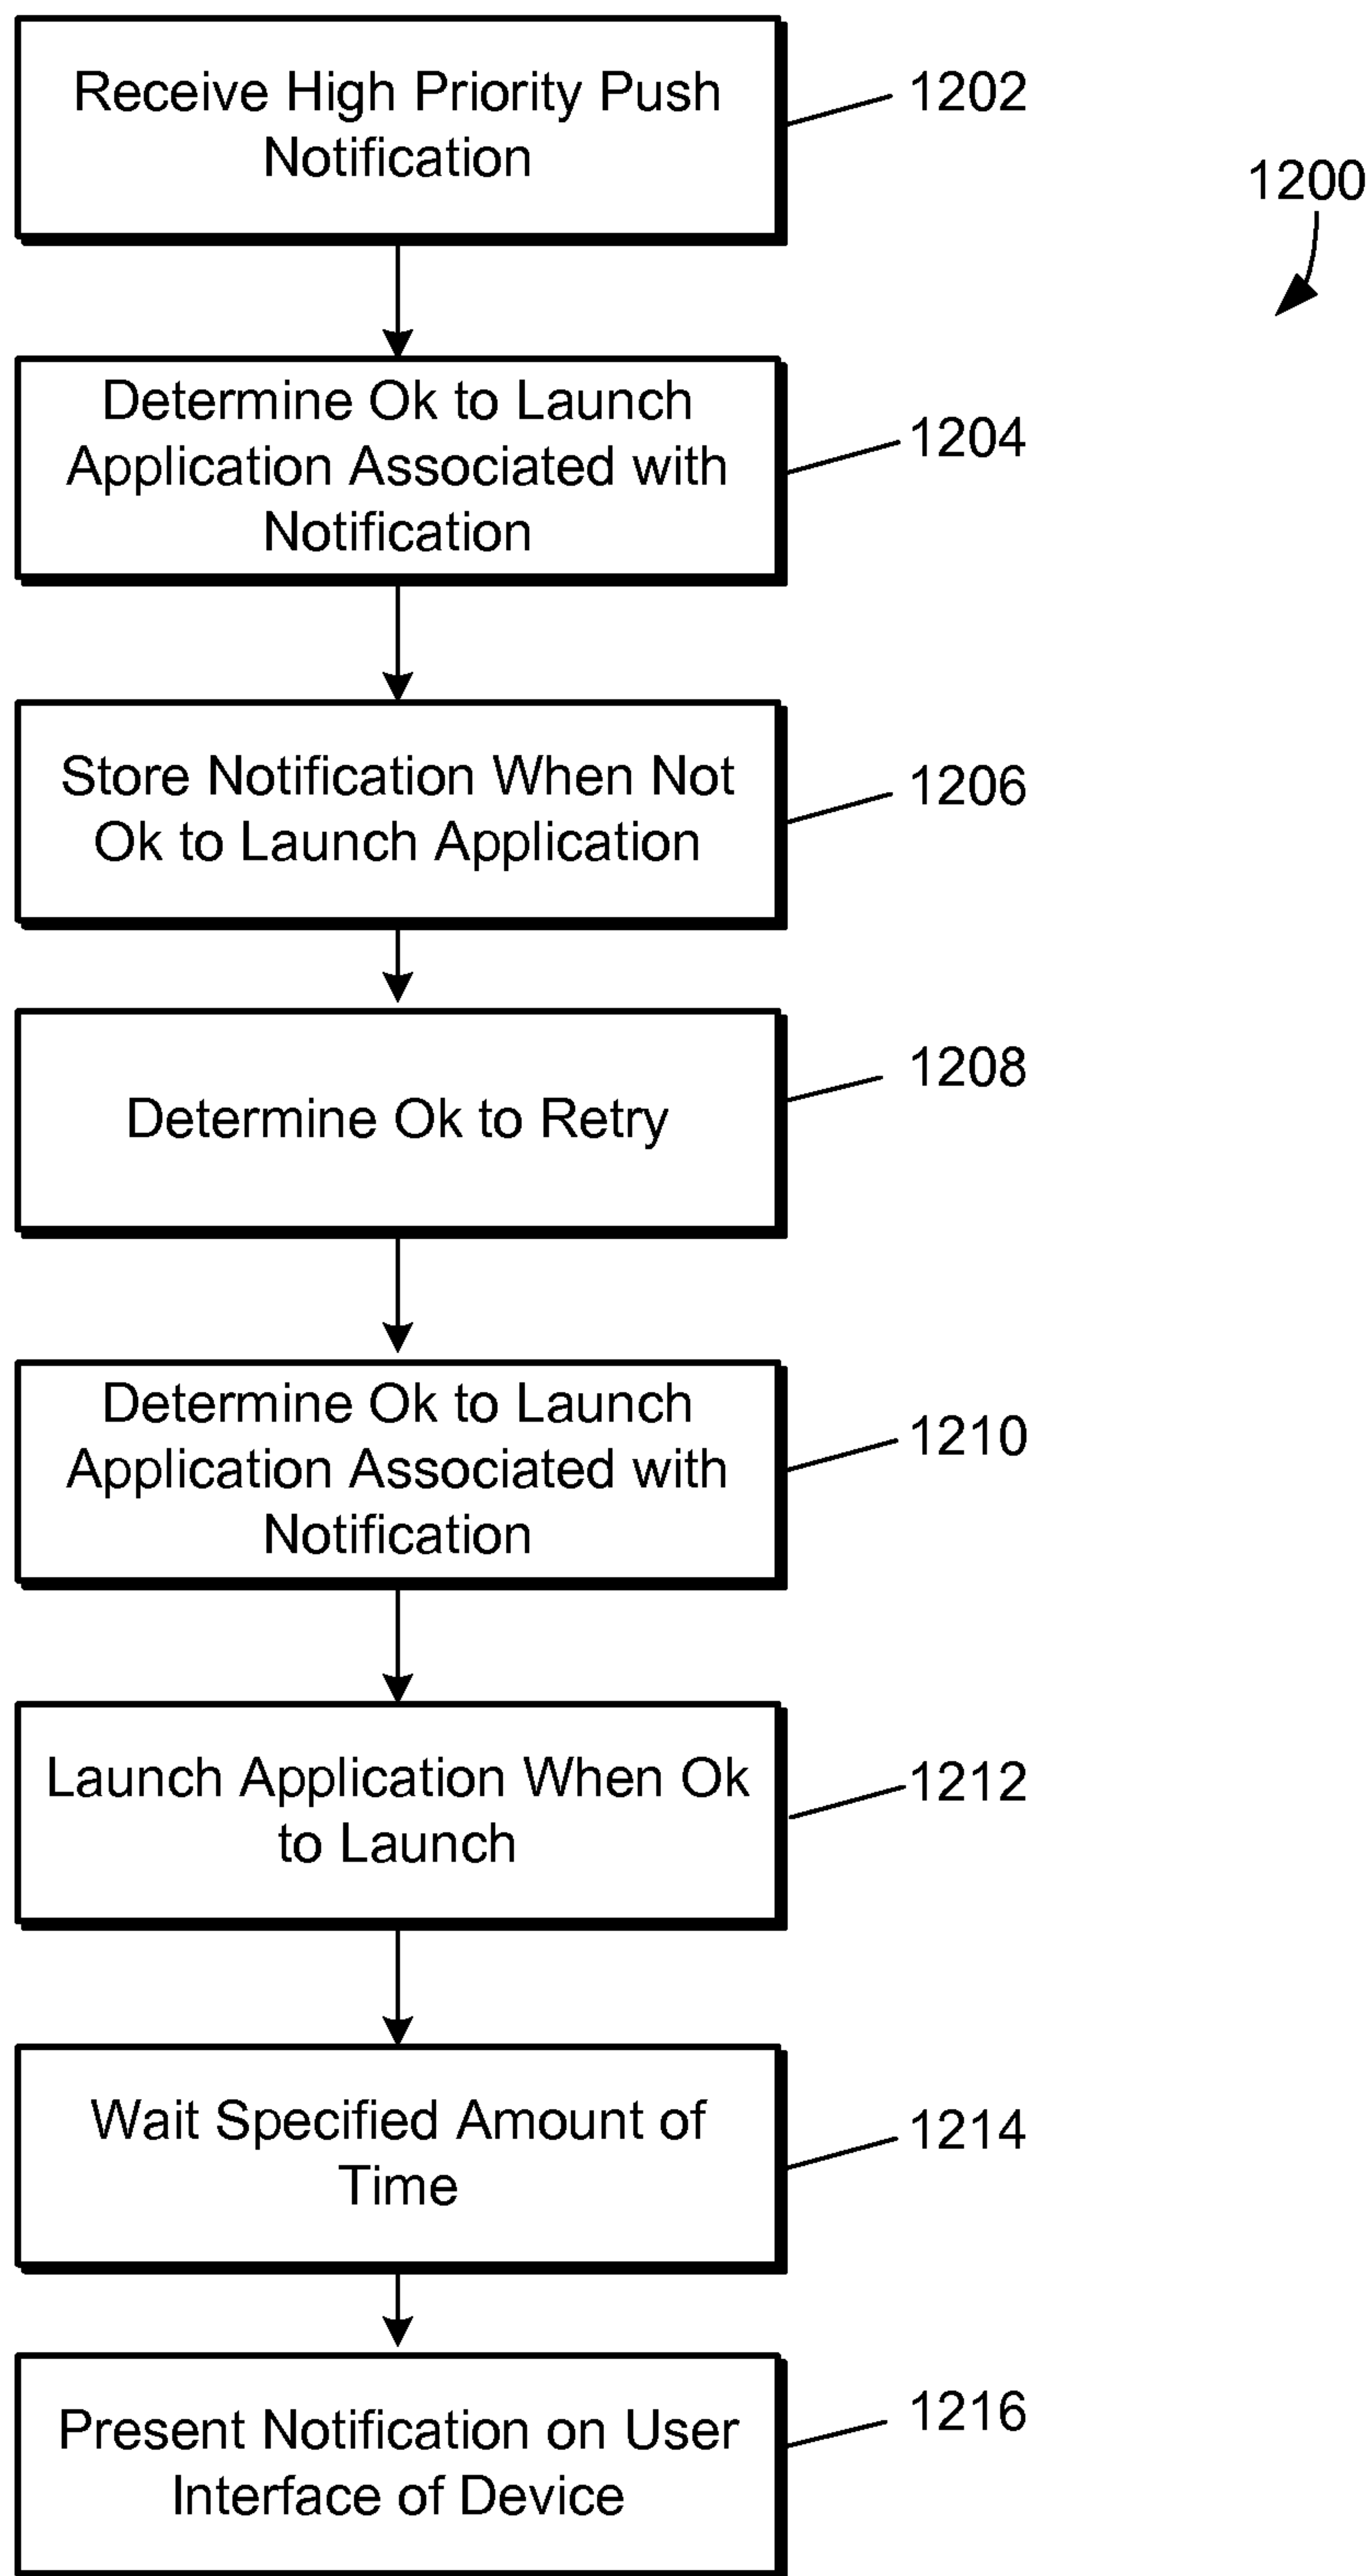 Receive High Priority Push
Notification
1202
1200
Determine Ok to Launch
Application Associated with
Notification
1204
Store Notification When Not
Ok to Launch Application
1206
Determine Ok to Retry
1208
Determine Ok to Launch
Application Associated with
Notification
1210
Launch Application When Ok
to Launch
1212
Wait Specified Amount of
Time
1214
Present Notification on User
Interface of Device
1216